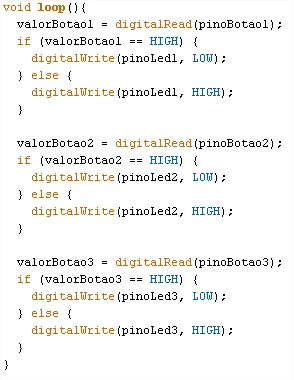 void loop(){
  valorBotao1 = digitalRead(pinoBotao1);
  if (valorBotao1 == HIGH) {
    digitalWrite(pinoLed1, LOW);
  } else {
    digitalWrite(pinoLed1, HIGH);
  }

  valorBotao2 = digitalRead(pinoBotao2);
  if (valorBotao2 == HIGH) {
    digitalWrite(pinoLed2, LOW);
  } else {
    digitalWrite(pinoLed2, HIGH);
  }

  valorBotao3 = digitalRead(pinoBotao3);
  if (valorBotao3 == HIGH) {
    digitalWrite(pinoLed3, LOW);
  } else {
    digitalWrite(pinoLed3, HIGH);
  }
}